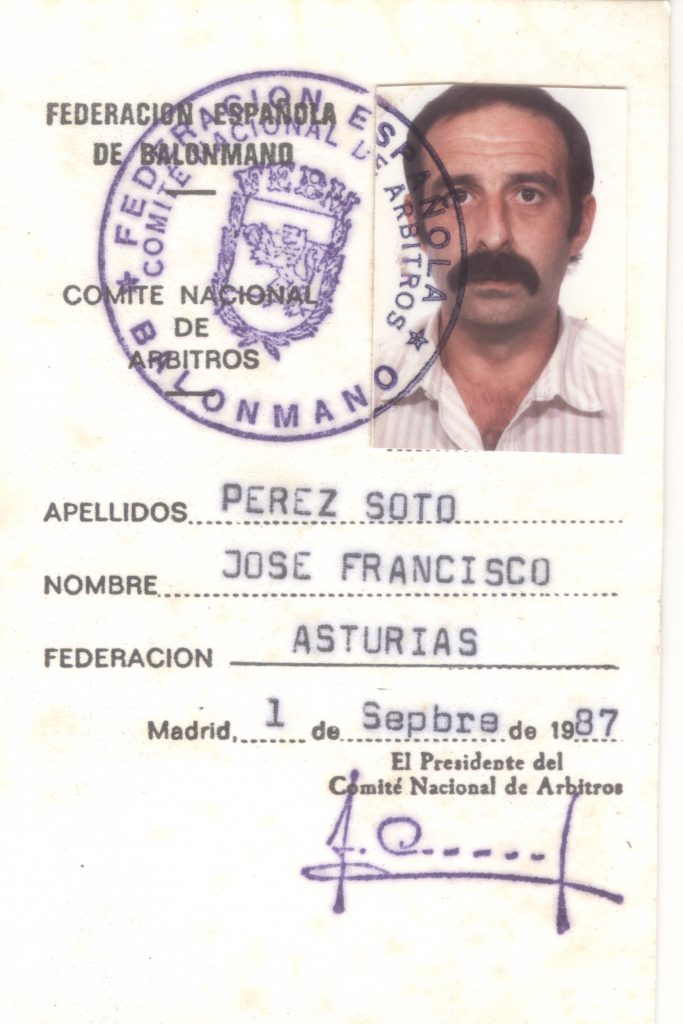 FEDERACION ESPAÑOLA
DE BALONMANO
COMITE NACIONAL
DE
ARBITROS
FEDERACION ESPAÑOLA
BALONMANO
COMITE NACIONAL DE ARBITROS
APELLIDOS PEREZ SOTO
NOMBRE JOSE FRANCISCO
FEDERACION ASTURIAS
Madrid, 1 de Sepbre de 1987
El Presidente del
Comité Nacional de Arbitros